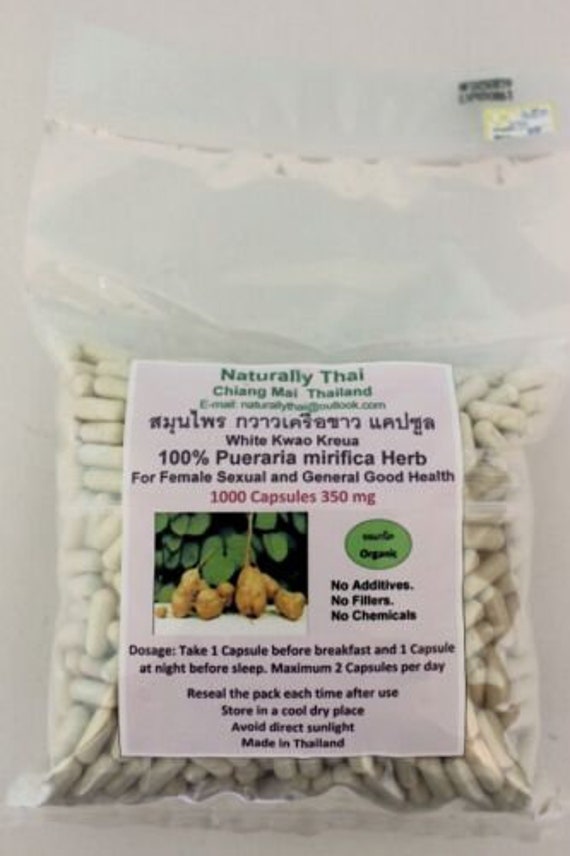 Naturally Thai
Chiang Mai Thailand
E-mail: naturallythai@outlook.com
สมุนไพร กวาวเครือขาว แคปซูล
White Kwao Kreua
100% Pueraria mirifica Herb
For Female Sexual and General Good Health
1000 Capsules 350 mg
Organic
No Additives.
No Fillers.
No Chemicals
Dosage: Take 1 Capsule before breakfast and 1 Capsule
at night before sleep. Maximum 2 Capsules per day
Reseal the pack each time after use
Store in a cool dry place
Avoid direct sunlight
Made in Thailand